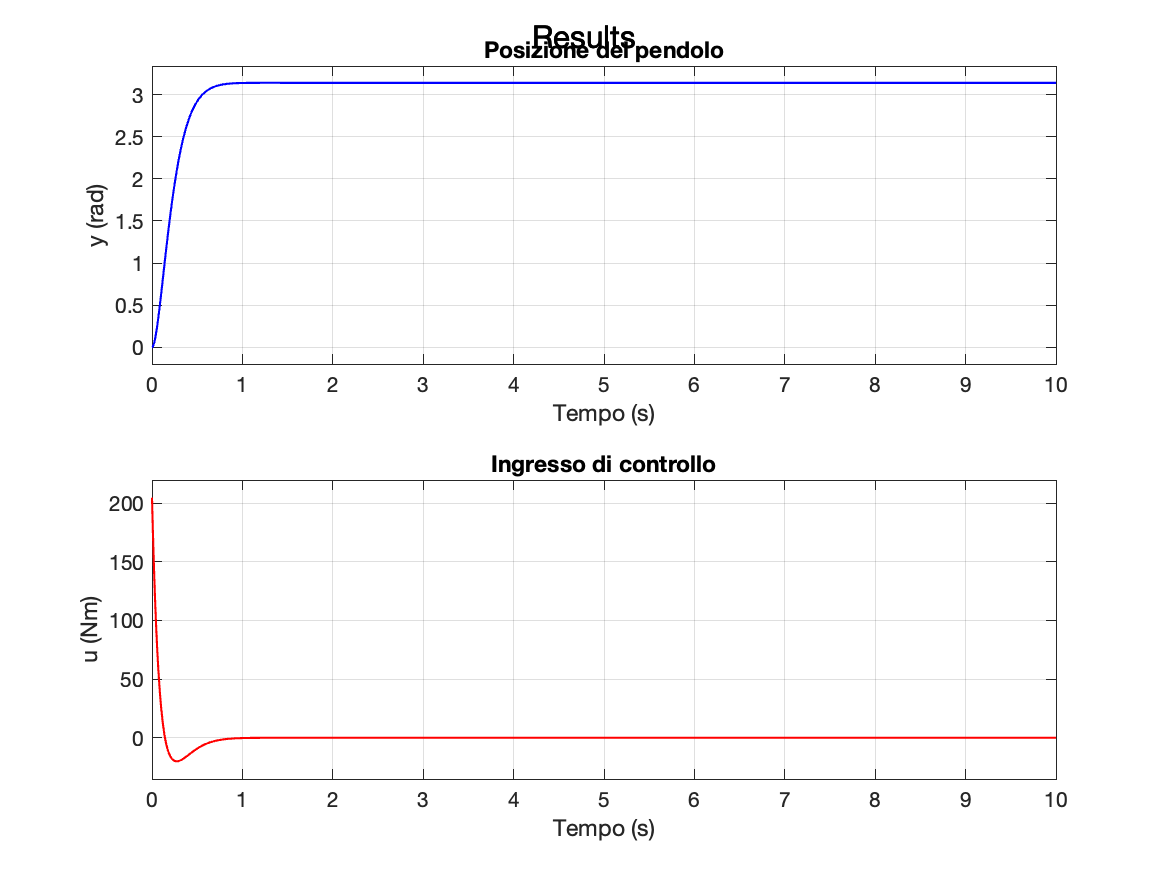 Results
Posizione del pendolo
3
2.5
2
1.5
1
0.5
0
y (rad)
0 1 2 3 4 5 6 7 8 9 10
Tempo (s)
Ingresso di controllo
200
150
100
50
0
u (Nm)
0 1 2 3 4 5 6 7 8 9 10
Tempo (s)